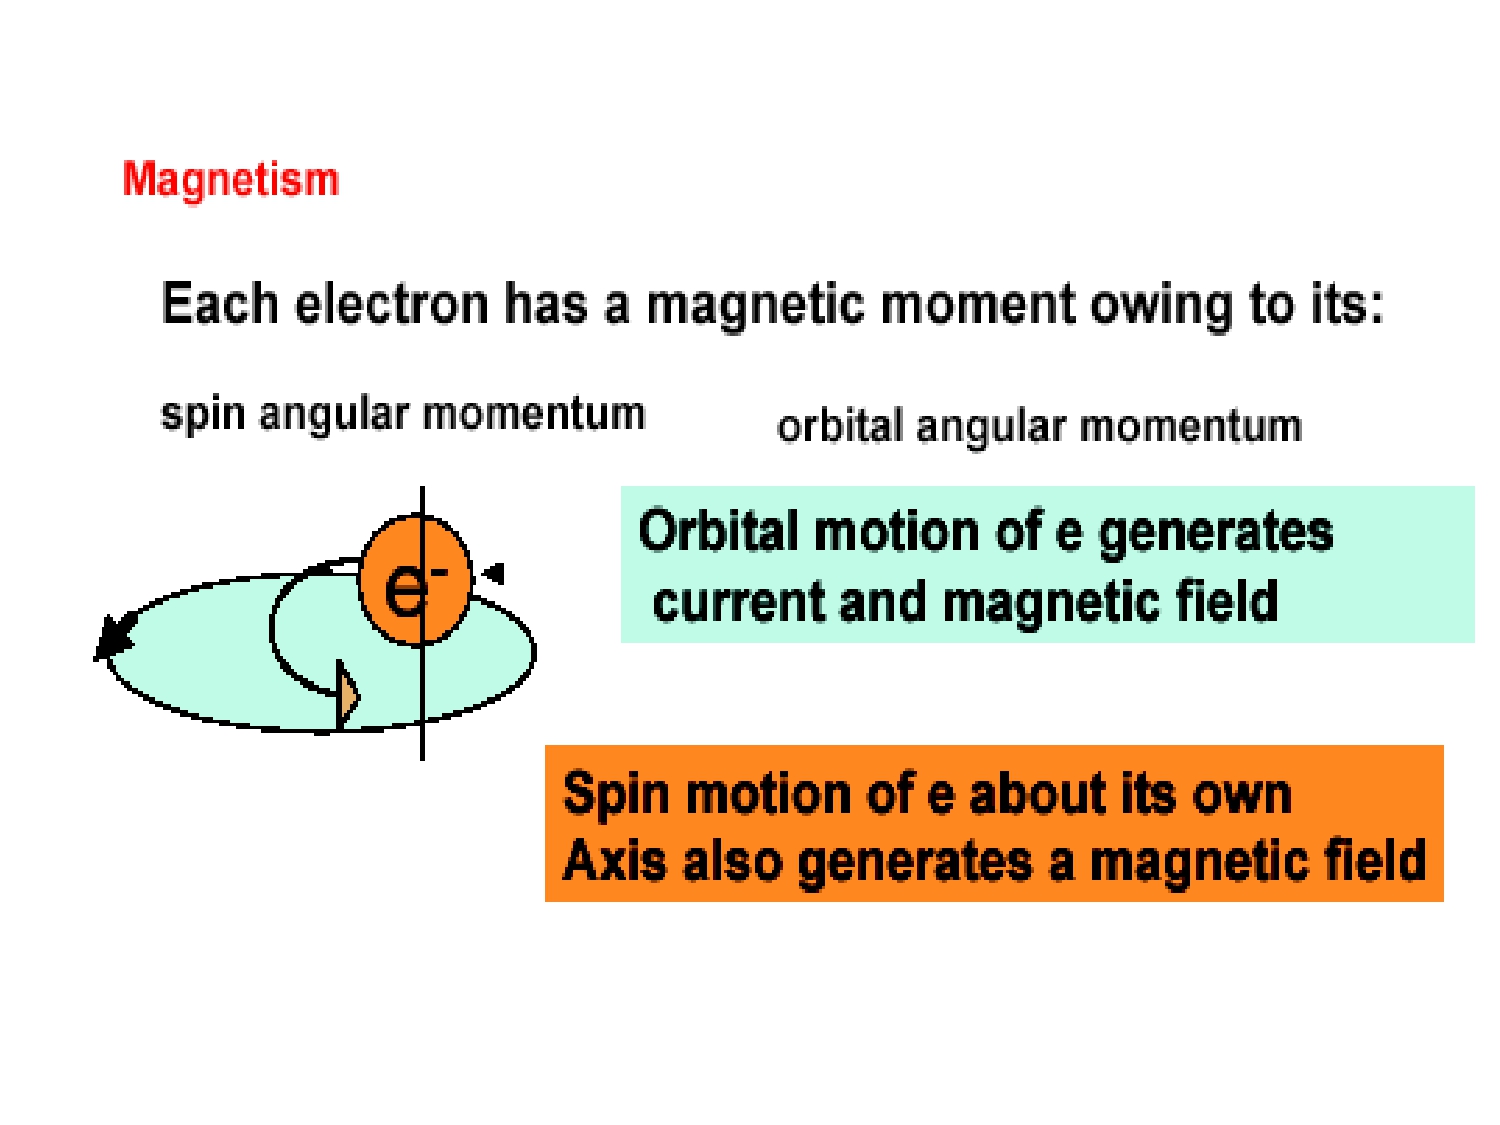 Magnetism
Each electron has a magnetic moment owing to its:
spin angular momentum
orbital angular momentum
Orbital motion of e generates
current and magnetic field
e-
Spin motion of e about its own
Axis also generates a magnetic field